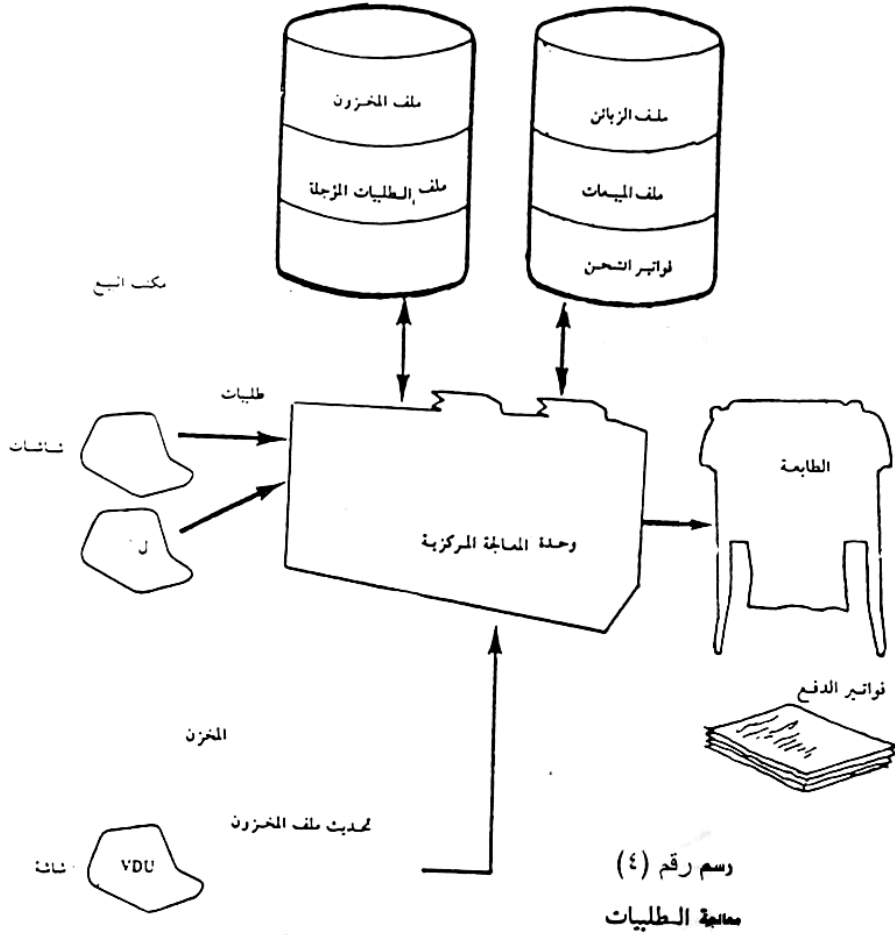 ملف المخزون
ملف الطلبيات المؤجلة
ملف الزبائن
ملف المبيعات
فواتير الشحن
مكتب البيع
طلبيات
شاشات
ل
وحدة المعالجة المركزية
الطابعة
فواتير الدفع
المخزن
تحديث ملف المخزون
شاشة
VDU
رسم رقم (٤)
معالجة الطلبيات